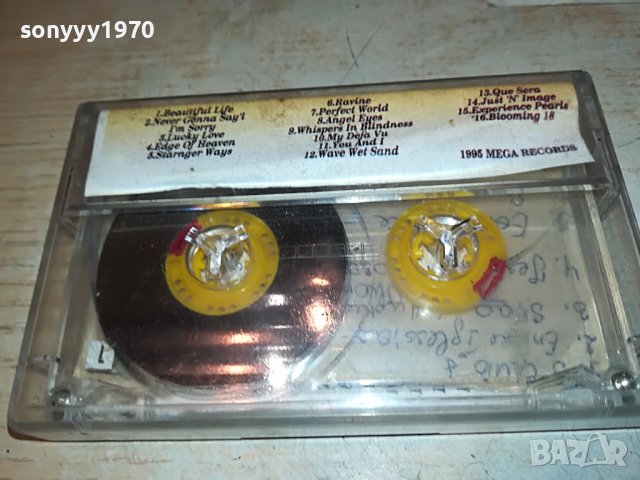 sonyyy1970
1.Beautiful Life
2.Never Gonna Say'I
I'm Sorry
3.Lucky Love
4.Edge Of Heaven
5.Starnger Ways
6.Ravine
7.Perfect World
8.Angel Eyes
9.Whispers In Blindness
10.My Deja Vu
11.You And I
12.Wave Wet Sand
13.Que Sera
14.Just 'N' Image
15.Experience Pearls
'16.Blooming 18
1995 MEGA RECORDS
1
BAZAR